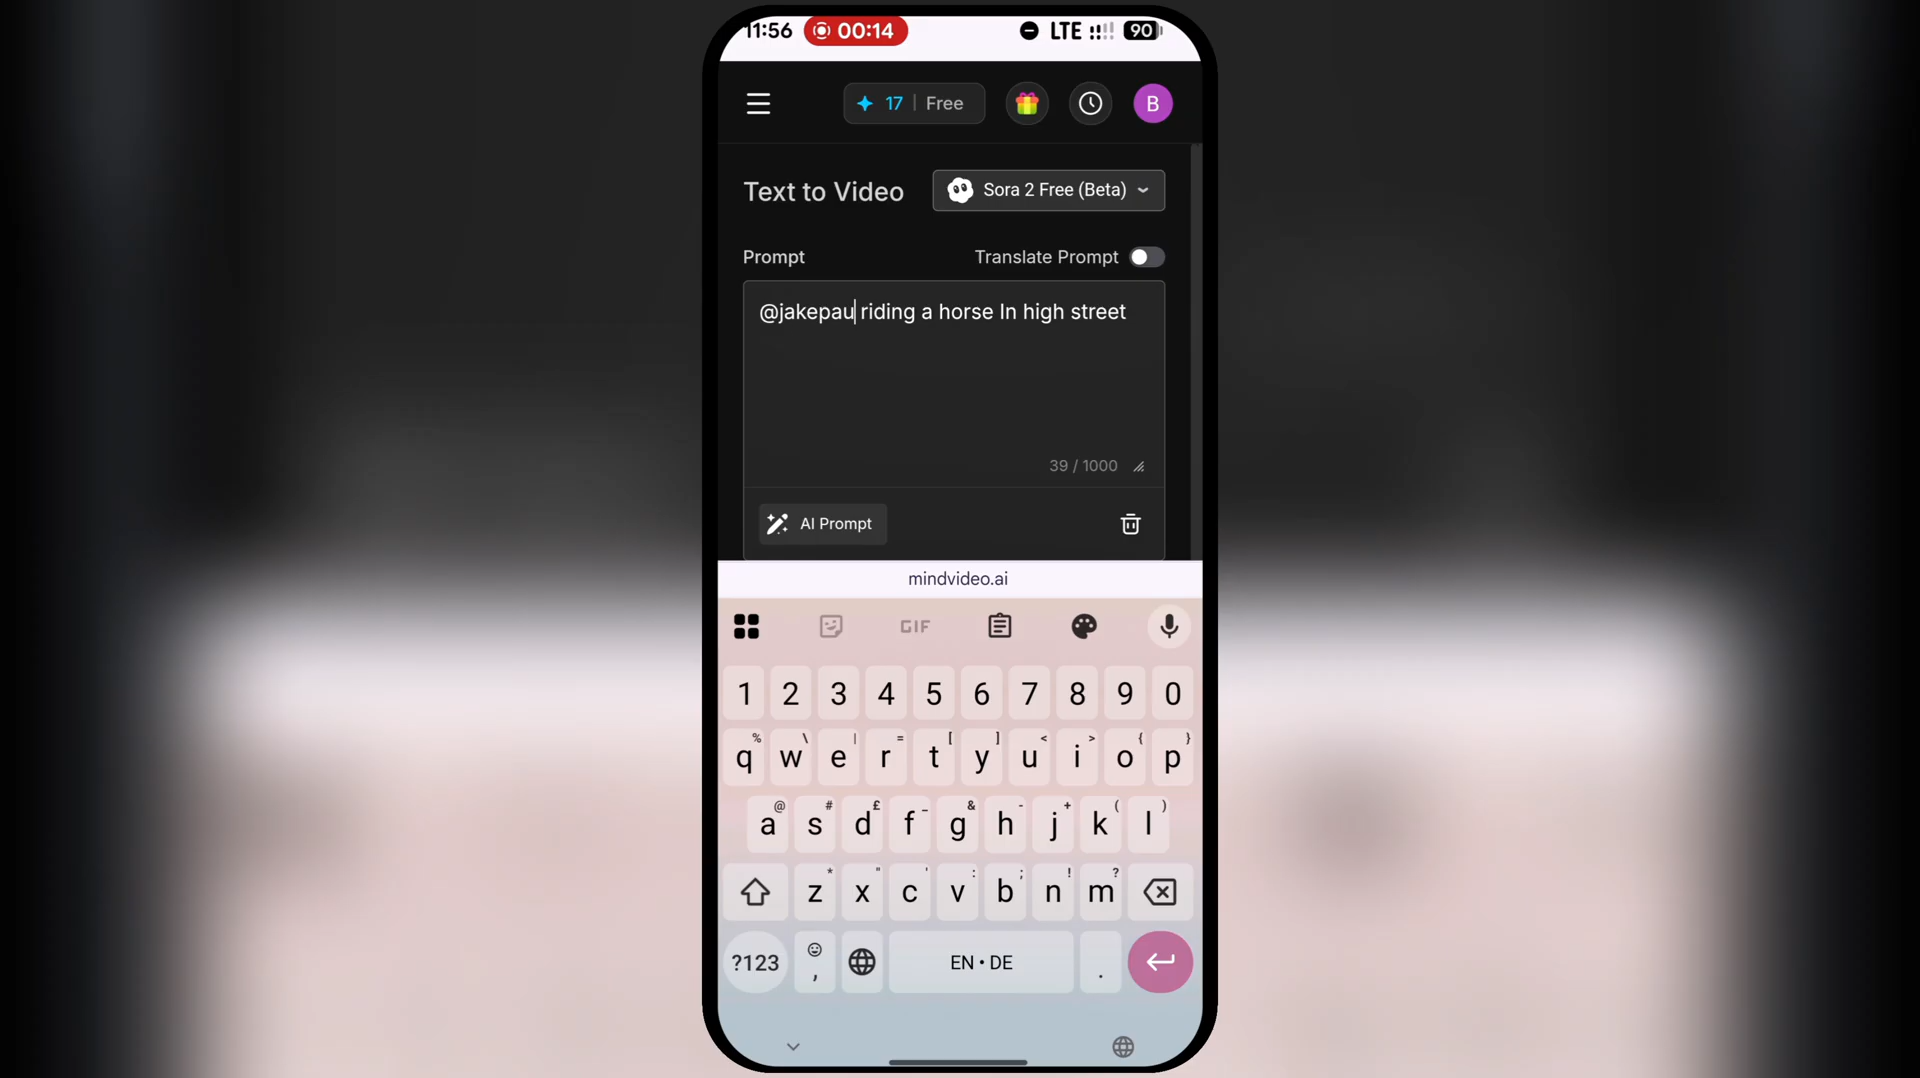 11:56 00:14 LTE 90
17 | Free B
Text to Video Sora 2 Free (Beta)
Prompt Translate Prompt
@jakepau riding a horse In high street
39 / 1000
AI Prompt
mindvideo.ai
GIF
1 2 3 4 5 6 7 8 9 0
% \ | = [ ] < > { }
q w e r t y u i o p
@ # £ _ & - + ( )
a s d f g h j k l
* " ' : ; ! ?
z x c v b n m
?123 , EN • DE .